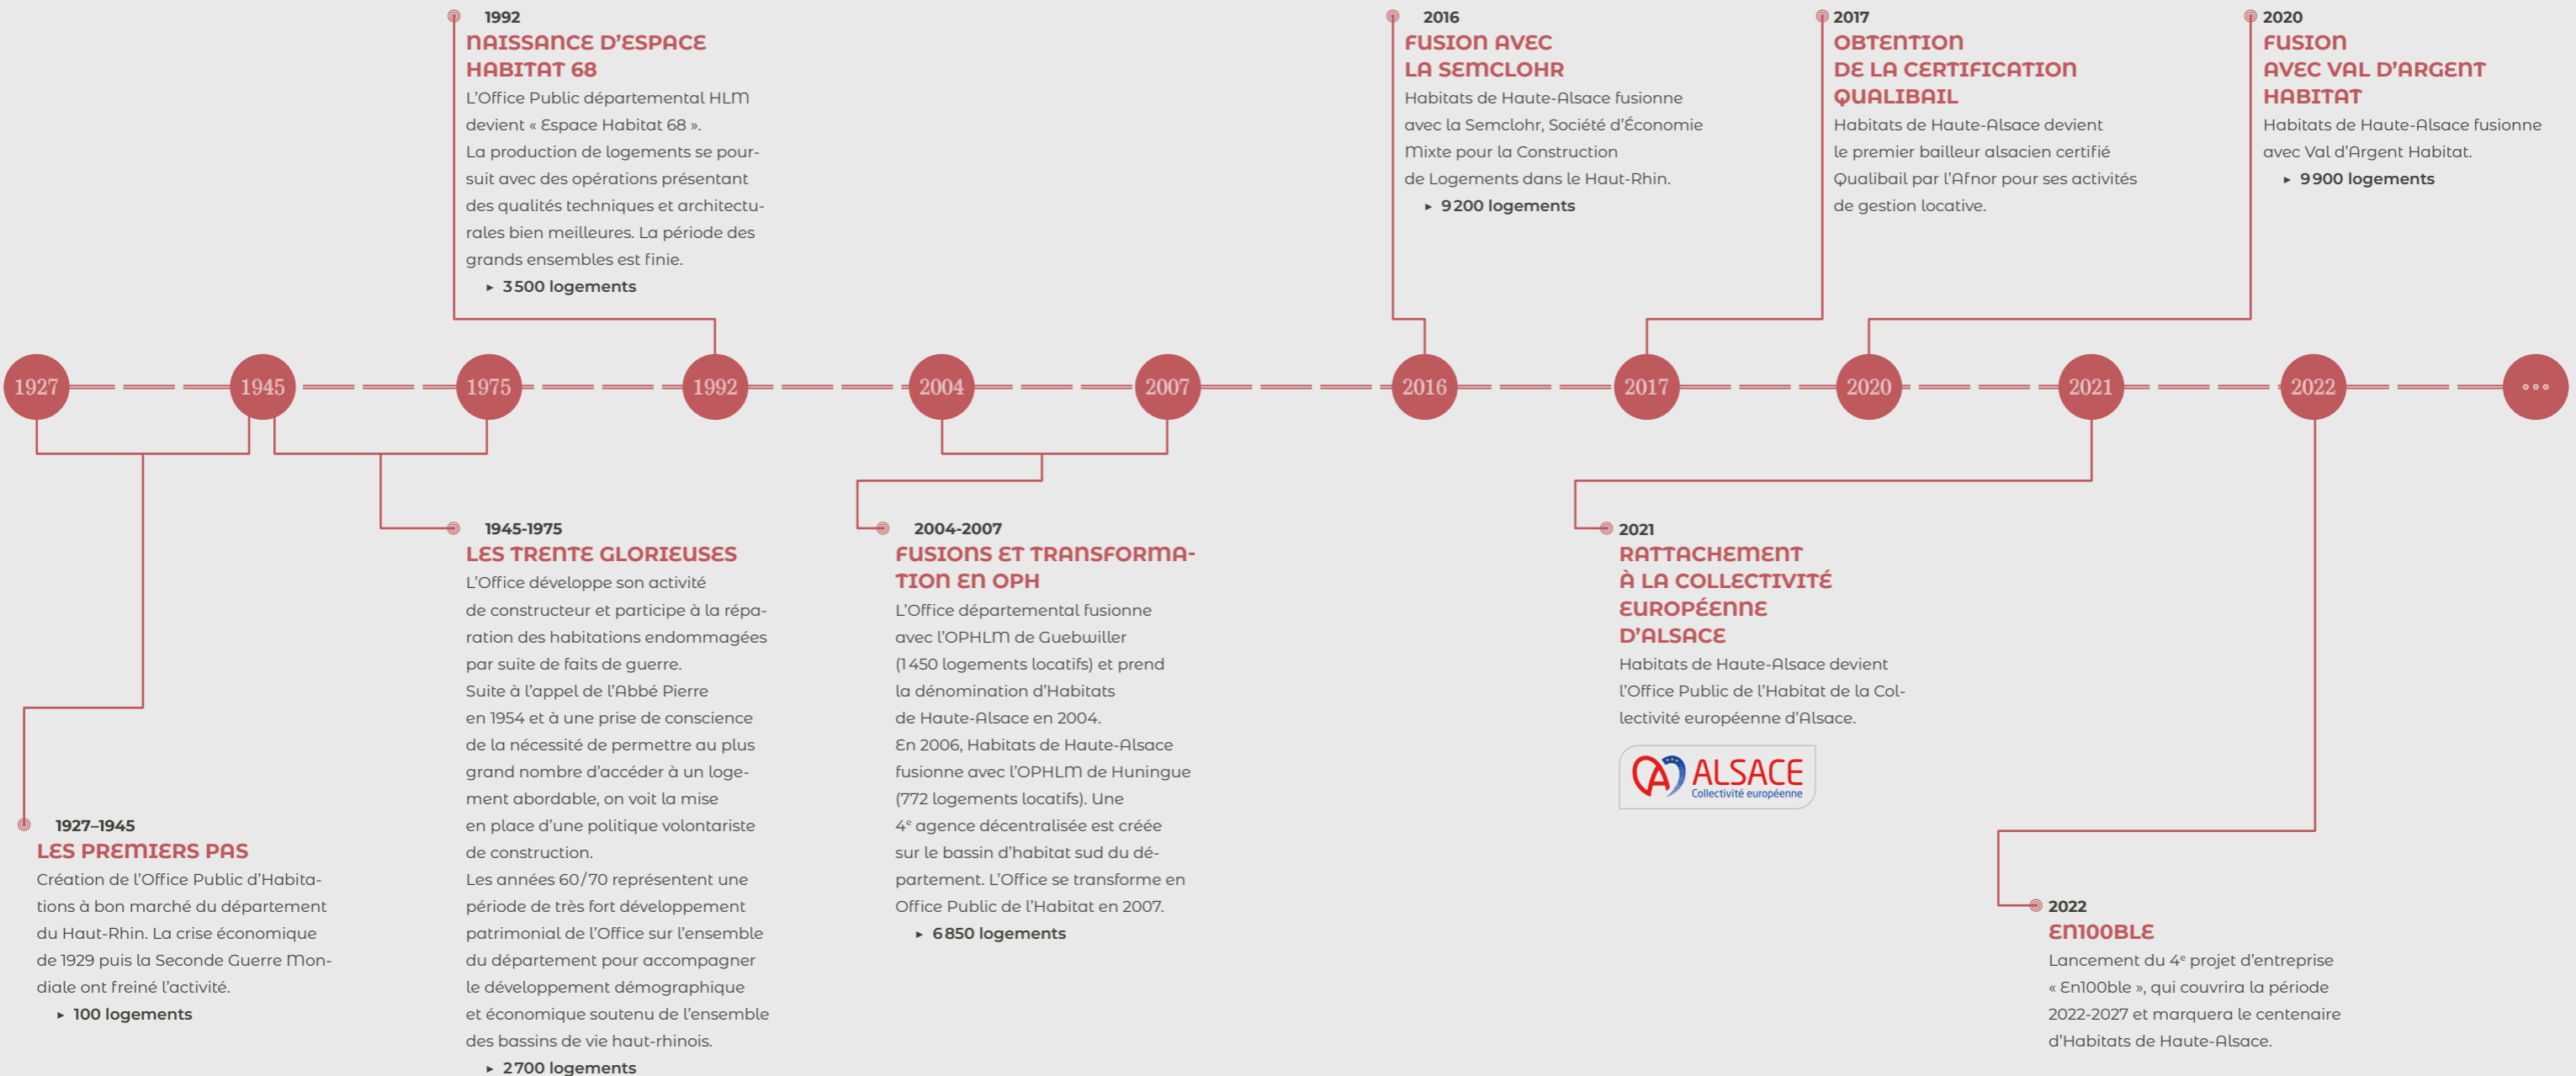 1992
NAISSANCE D'ESPACE
HABITAT 68
L'Office Public départemental HLM
devient « Espace Habitat 68 ».
La production de logements se pour-
suit avec des opérations présentant
des qualités techniques et architectu-
rales bien meilleures. La période des
grands ensembles est finie.
▸ 3 500 logements
2016
FUSION AVEC
LA SEMCLOHR
Habitats de Haute-Alsace fusionne
avec la Semclohr, Société d'Économie
Mixte pour la Construction
de Logements dans le Haut-Rhin.
▸ 9 200 logements
2017
OBTENTION
DE LA CERTIFICATION
QUALIBAIL
Habitats de Haute-Alsace devient
le premier bailleur alsacien certifié
Qualibail par l'Afnor pour ses activités
de gestion locative.
2020
FUSION
AVEC VAL D'ARGENT
HABITAT
Habitats de Haute-Alsace fusionne
avec Val d'Argent Habitat.
▸ 9 900 logements
1927
1945
1975
1992
2004
2007
2016
2017
2020
2021
2022
1927–1945
LES PREMIERS PAS
Création de l'Office Public d'Habita-
tions à bon marché du département
du Haut-Rhin. La crise économique
de 1929 puis la Seconde Guerre Mon-
diale ont freiné l'activité.
▸ 100 logements
1945-1975
LES TRENTE GLORIEUSES
L'Office développe son activité
de constructeur et participe à la répa-
ration des habitations endommagées
par suite de faits de guerre.
Suite à l'appel de l'Abbé Pierre
en 1954 et à une prise de conscience
de la nécessité de permettre au plus
grand nombre d'accéder à un loge-
ment abordable, on voit la mise
en place d'une politique volontariste
de construction.
Les années 60/70 représentent une
période de très fort développement
patrimonial de l'Office sur l'ensemble
du département pour accompagner
le développement démographique
et économique soutenu de l'ensemble
des bassins de vie haut-rhinois.
▸ 2 700 logements
2004-2007
FUSIONS ET TRANSFORMA-
TION EN OPH
L'Office départemental fusionne
avec l'OPHLM de Guebwiller
(1 450 logements locatifs) et prend
la dénomination d'Habitats
de Haute-Alsace en 2004.
En 2006, Habitats de Haute-Alsace
fusionne avec l'OPHLM de Huningue
(772 logements locatifs). Une
4e agence décentralisée est créée
sur le bassin d'habitat sud du dé-
partement. L'Office se transforme en
Office Public de l'Habitat en 2007.
▸ 6 850 logements
2021
RATTACHEMENT
À LA COLLECTIVITÉ
EUROPÉENNE
D'ALSACE
Habitats de Haute-Alsace devient
l'Office Public de l'Habitat de la Col-
lectivité européenne d'Alsace.
ALSACE
Collectivité européenne
2022
EN100BLE
Lancement du 4e projet d'entreprise
« En100ble », qui couvrira la période
2022-2027 et marquera le centenaire
d'Habitats de Haute-Alsace.